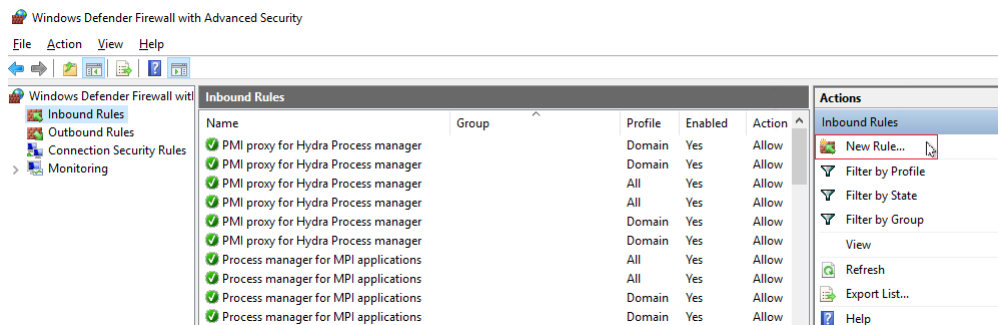 Windows Defender Firewall with Advanced Security
File Action View Help
Windows Defender Firewall witl
Inbound Rules
Outbound Rules
Connection Security Rules
Monitoring
Inbound Rules
Name Group Profile Enabled Action
PMI proxy for Hydra Process manager Domain Yes Allow
PMI proxy for Hydra Process manager Domain Yes Allow
PMI proxy for Hydra Process manager All Yes Allow
PMI proxy for Hydra Process manager All Yes Allow
PMI proxy for Hydra Process manager Domain Yes Allow
PMI proxy for Hydra Process manager Domain Yes Allow
Process manager for MPI applications All Yes Allow
Process manager for MPI applications All Yes Allow
Process manager for MPI applications Domain Yes Allow
Process manager for MPI applications Domain Yes Allow
Actions
Inbound Rules
New Rule...
Filter by Profile
Filter by State
Filter by Group
View
Refresh
Export List...
Help